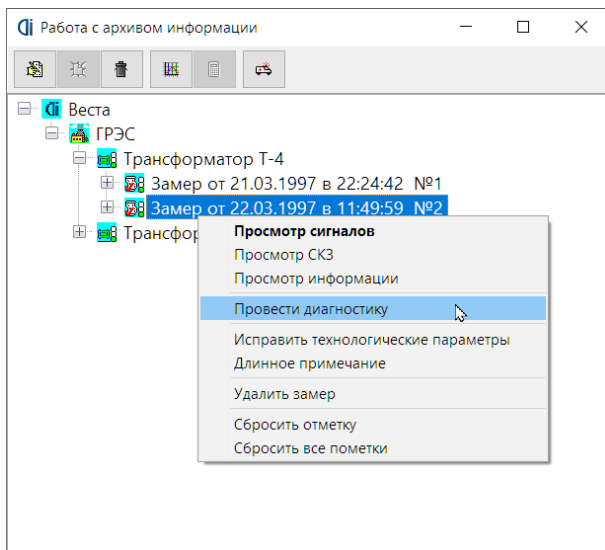 Работа с архивом информации
Веста
ГРЭС
Трансформатор Т-4
Замер от 21.03.1997 в 22:24:42 №1
Замер от 22.03.1997 в 11:49:59 №2
Трансфор
Просмотр сигналов
Просмотр СКЗ
Просмотр информации
Провести диагностику
Исправить технологические параметры
Длинное примечание
Удалить замер
Сбросить отметку
Сбросить все пометки